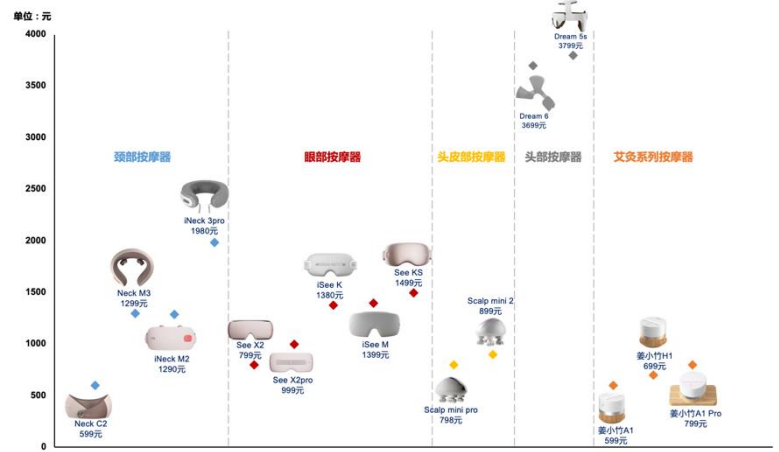 单位：元
Dream 5s
3799元
4000
3500
Dream 6
3699元
3000
颈部按摩器
眼部按摩器
头皮部按摩器
头部按摩器
艾灸系列按摩器
2500
iNeck 3pro
1980元
2000
Neck M3
1299元
iSee K
1380元
See KS
1499元
1500
Scalp mini 2
899元
iNeck M2
1290元
See X2
799元
iSee M
1399元
1000
See X2pro
999元
姜小竹H1
699元
500
Neck C2
599元
Scalp mini pro
798元
姜小竹A1
599元
姜小竹A1 Pro
799元
0